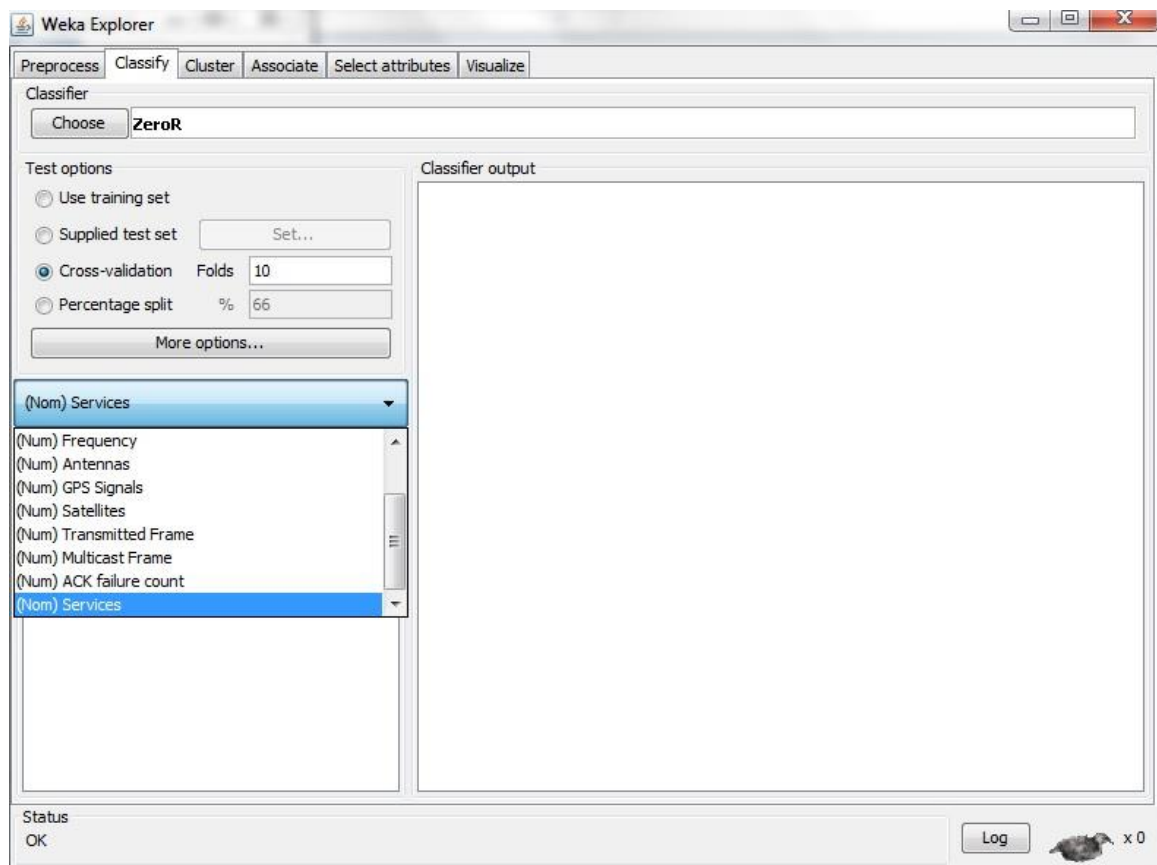 Weka Explorer
Preprocess Classify Cluster Associate Select attributes Visualize
Classifier
Choose ZeroR
Test options
Use training set
Supplied test set Set...
Cross-validation Folds 10
Percentage split % 66
More options...
(Nom) Services
(Num) Frequency
(Num) Antennas
(Num) GPS Signals
(Num) Satellites
(Num) Transmitted Frame
(Num) Multicast Frame
(Num) ACK failure count
(Nom) Services
Classifier output
Status
OK
Log x 0